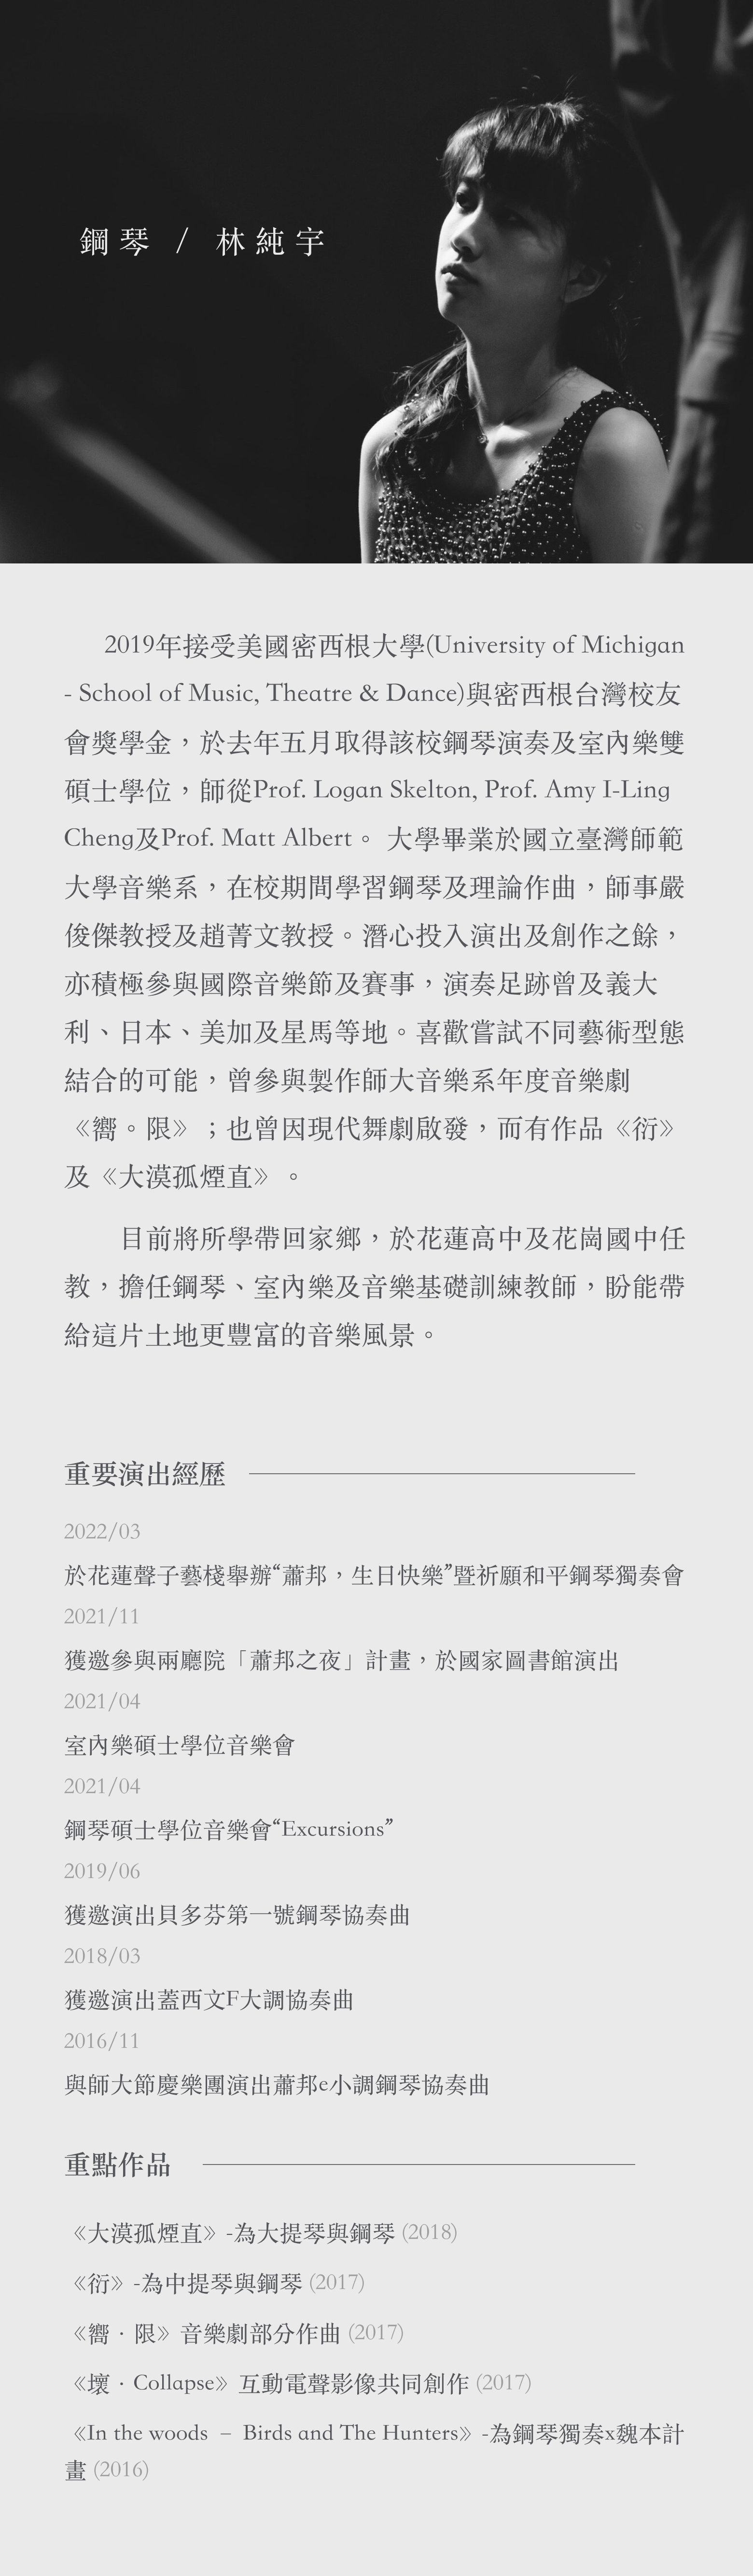 鋼琴 / 林純宇
2019年接受美國密西根大學(University of Michigan
- School of Music, Theatre & Dance)與密西根台灣校友
會獎學金，於去年五月取得該校鋼琴演奏及室內樂雙
碩士學位，師從Prof. Logan Skelton, Prof. Amy I-Ling
Cheng及Prof. Matt Albert。 大學畢業於國立臺灣師範
大學音樂系，在校期間學習鋼琴及理論作曲，師事嚴
俊傑教授及趙菁文教授。潛心投入演出及創作之餘，
亦積極參與國際音樂節及賽事，演奏足跡曾及義大
利、日本、美加及星馬等地。喜歡嘗試不同藝術型態
結合的可能，曾參與製作師大音樂系年度音樂劇
《嚮。限》；也曾因現代舞劇啟發，而有作品《衍》
及《大漠孤煙直》。
目前將所學帶回家鄉，於花蓮高中及花崗國中任
教，擔任鋼琴、室內樂及音樂基礎訓練教師，盼能帶
給這片土地更豐富的音樂風景。
重要演出經歷
2022/03
於花蓮聲子藝棧舉辦“蕭邦，生日快樂”暨祈願和平鋼琴獨奏會
2021/11
獲邀參與兩廳院「蕭邦之夜」計畫，於國家圖書館演出
2021/04
室內樂碩士學位音樂會
2021/04
鋼琴碩士學位音樂會“Excursions”
2019/06
獲邀演出貝多芬第一號鋼琴協奏曲
2018/03
獲邀演出蓋西文F大調協奏曲
2016/11
與師大節慶樂團演出蕭邦e小調鋼琴協奏曲
重點作品
《大漠孤煙直》-為大提琴與鋼琴 (2018)
《衍》-為中提琴與鋼琴 (2017)
《嚮．限》音樂劇部分作曲 (2017)
《壞．Collapse》互動電聲影像共同創作 (2017)
《In the woods – Birds and The Hunters》-為鋼琴獨奏x魏本計
畫 (2016)